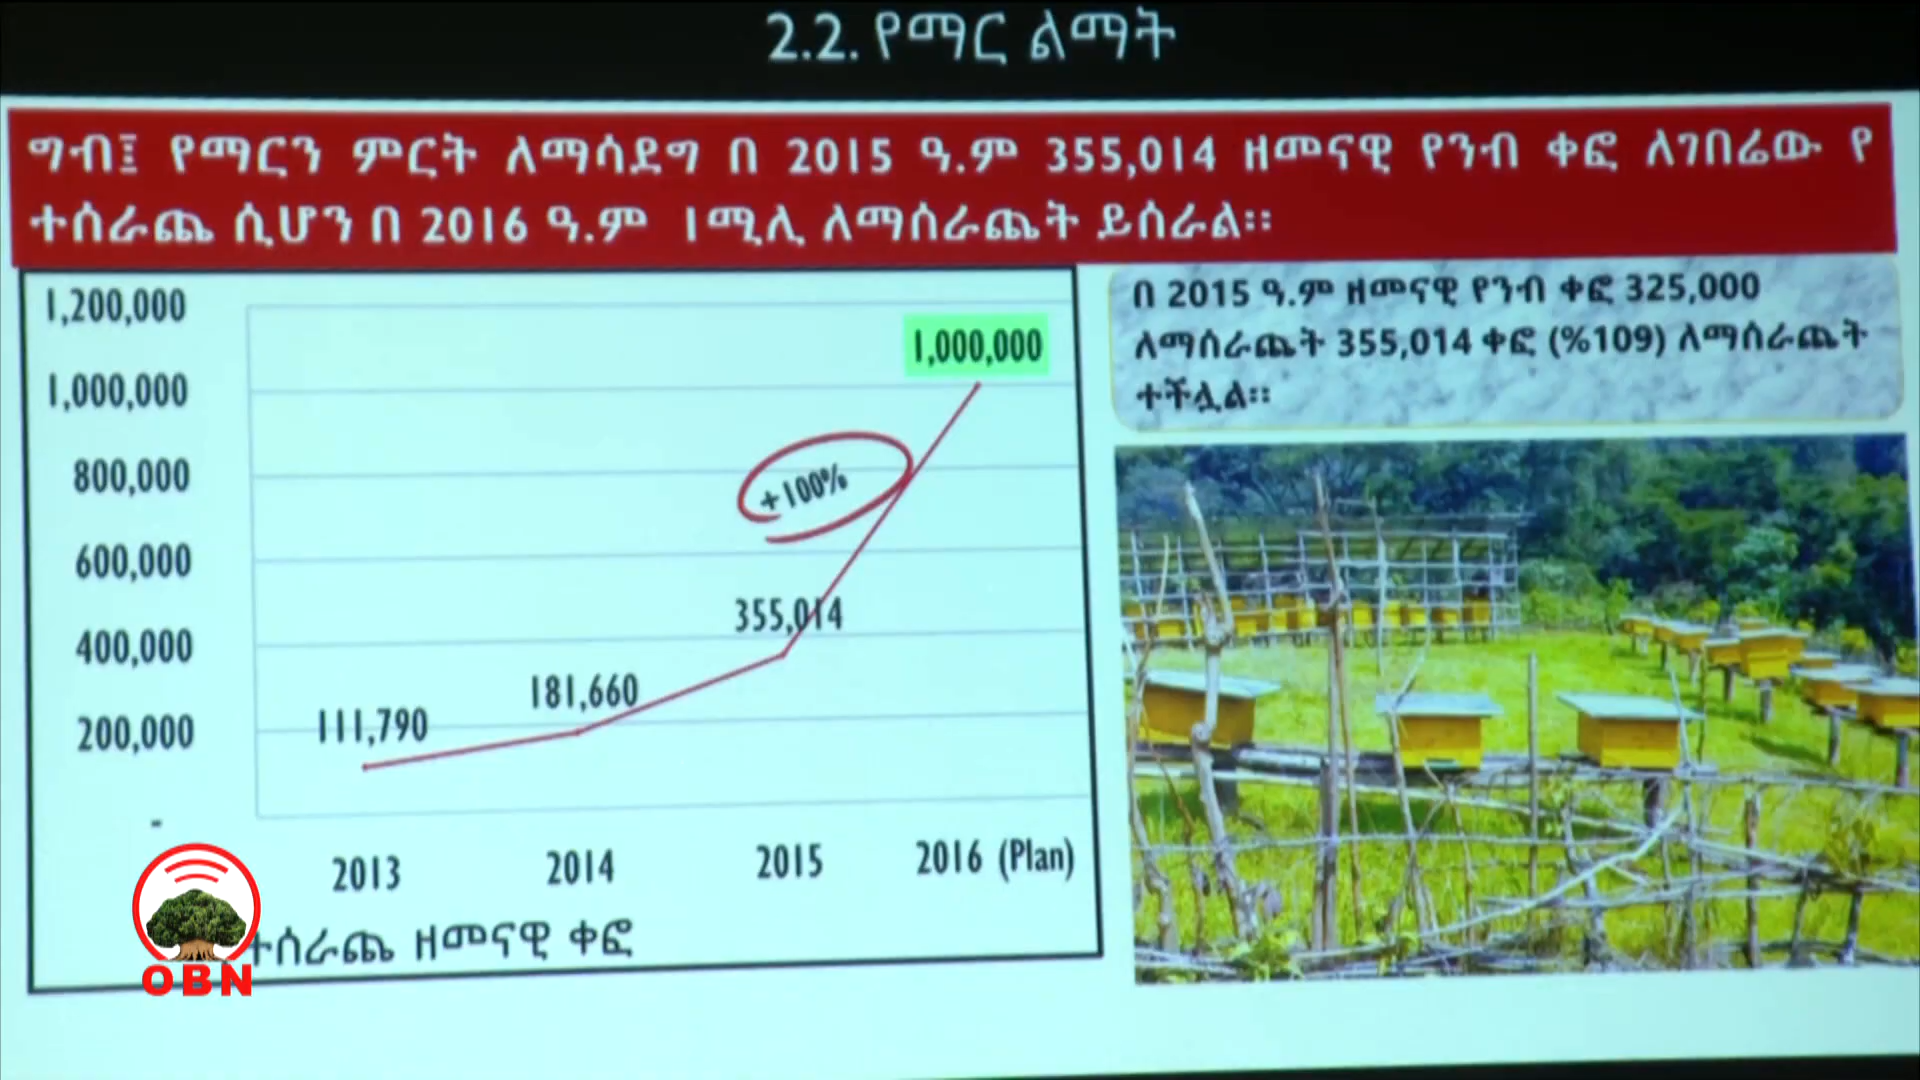 2.2. የማር ልማት
ግብ፤ የማርን ምርት ለማሳደግ በ 2015 ዓ.ም 355,014 ዘመናዊ የንብ ቀፎ ለገበሬው የ
ተሰራጨ ሲሆን በ 2016 ዓ.ም 1ሚሊ ለማሰራጨት ይሰራል፡፡
1,200,000
1,000,000
800,000
600,000
400,000
200,000
-
1,000,000
+100%
355,014
181,660
111,790
2013 2014 2015 2016 (Plan)
ተሰራጨ ዘመናዊ ቀፎ
በ 2015 ዓ.ም ዘመናዊ የንብ ቀፎ 325,000
ለማሰራጨት 355,014 ቀፎ (%109) ለማሰራጨት
ተችሏል፡፡
OBN